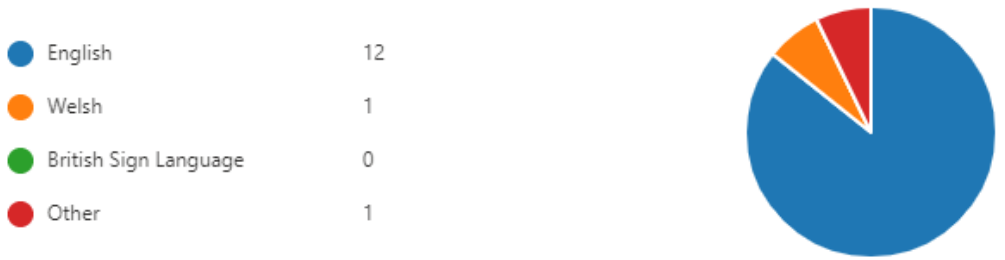 English 12
Welsh 1
British Sign Language 0
Other 1